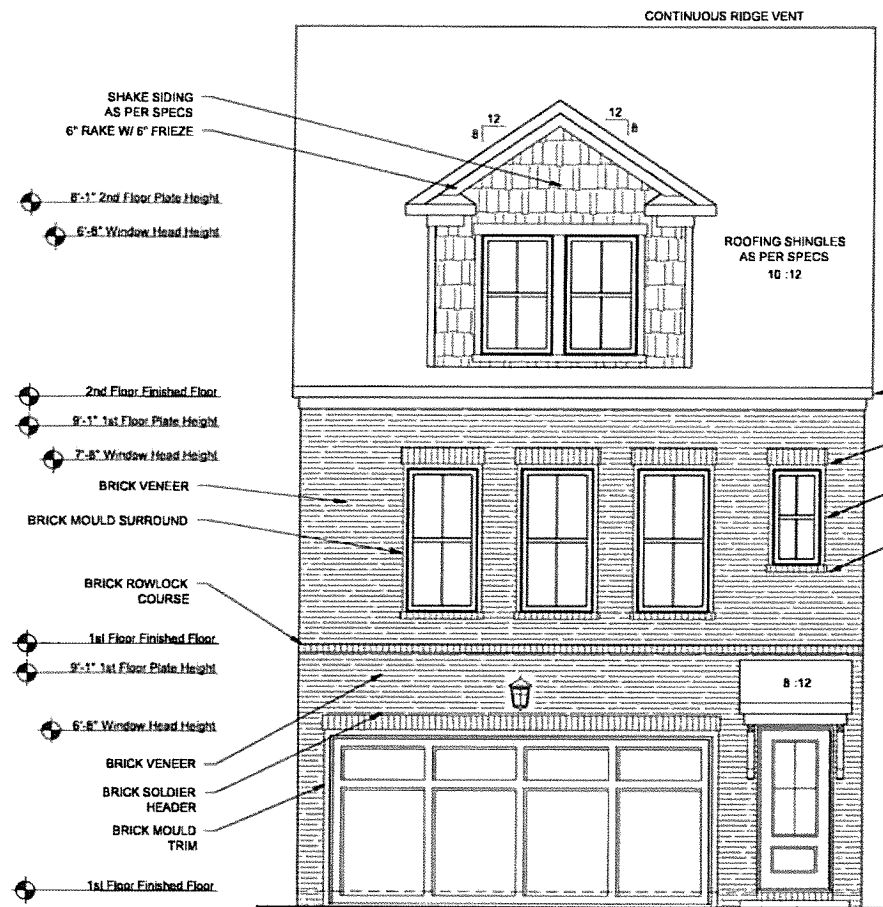 CONTINUOUS RIDGE VENT
SHAKE SIDING
AS PER SPECS
6" RAKE W/ 6" FRIEZE
12
8
12
8
8'-1" 2nd Floor Plate Height
6'-8" Window Head Height
ROOFING SHINGLES
AS PER SPECS
10 :12
2nd Floor Finished Floor
9'-1" 1st Floor Plate Height
7'-8" Window Head Height
BRICK VENEER
BRICK MOULD SURROUND
BRICK ROWLOCK
COURSE
1st Floor Finished Floor
9'-1" 1st Floor Plate Height
8 :12
6'-8" Window Head Height
BRICK VENEER
BRICK SOLDIER
HEADER
BRICK MOULD
TRIM
1st Floor Finished Floor